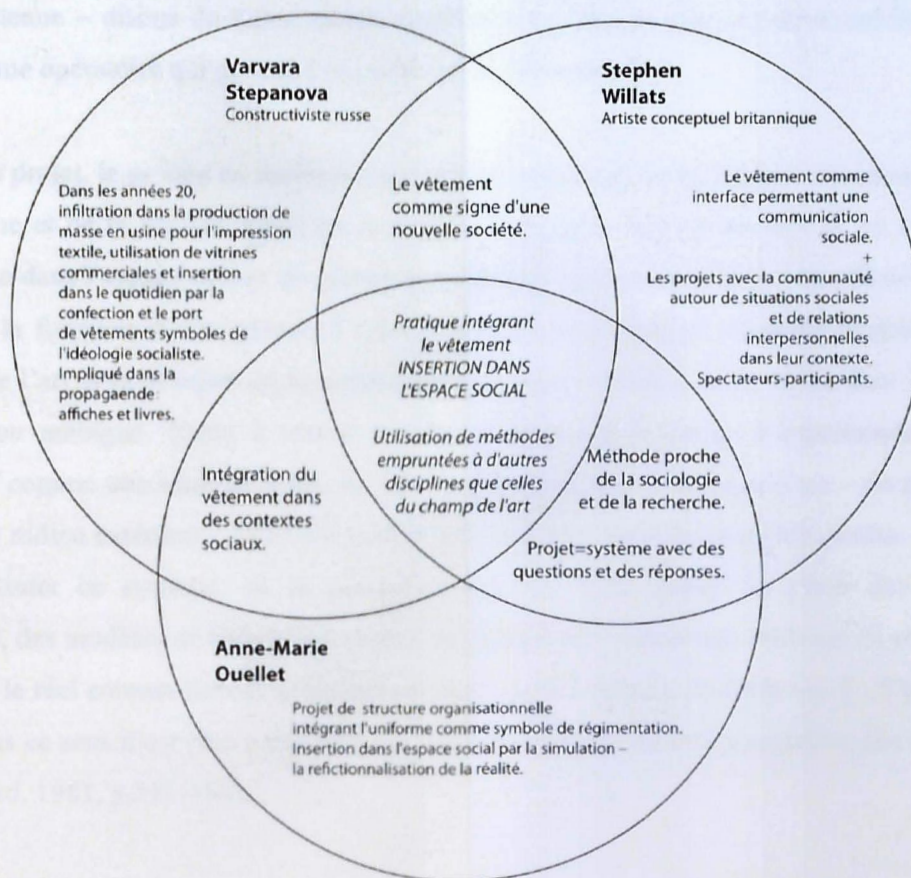 Varvara
Stepanova
Constructiviste russe
Stephen
Willats
Artiste conceptuel britannique
Dans les années 20,
infiltration dans la production de
masse en usine pour l'impression
textile, utilisation de vitrines
commerciales et insertion
dans le quotidien par la
confection et le port
de vêtements symboles de
l'idéologie socialiste.
Impliqué dans la
propagaende:
affiches et livres.
Le vêtement
comme signe d'une
nouvelle société.
Le vêtement comme
interface permettant une
communication
sociale.
+
Les projets avec la communauté
autour de situations sociales
et de relations
interpersonnelles
dans leur contexte.
Spectateurs-participants.
Pratique intégrant
le vêtement
INSERTION DANS
L'ESPACE SOCIAL
Utilisation de méthodes
empruntées à d'autres
disciplines que celles
du champ de l'art
Intégration du
vêtement dans
des contextes
sociaux.
Méthode proche
de la sociologie
et de la recherche.
Projet=système avec des
questions et des réponses.
Anne-Marie
Ouellet
Projet de structure organisationnelle
intégrant l'uniforme comme symbole de régimentation.
Insertion dans l'espace social par la simulation –
la refictionnalisation de la réalité.